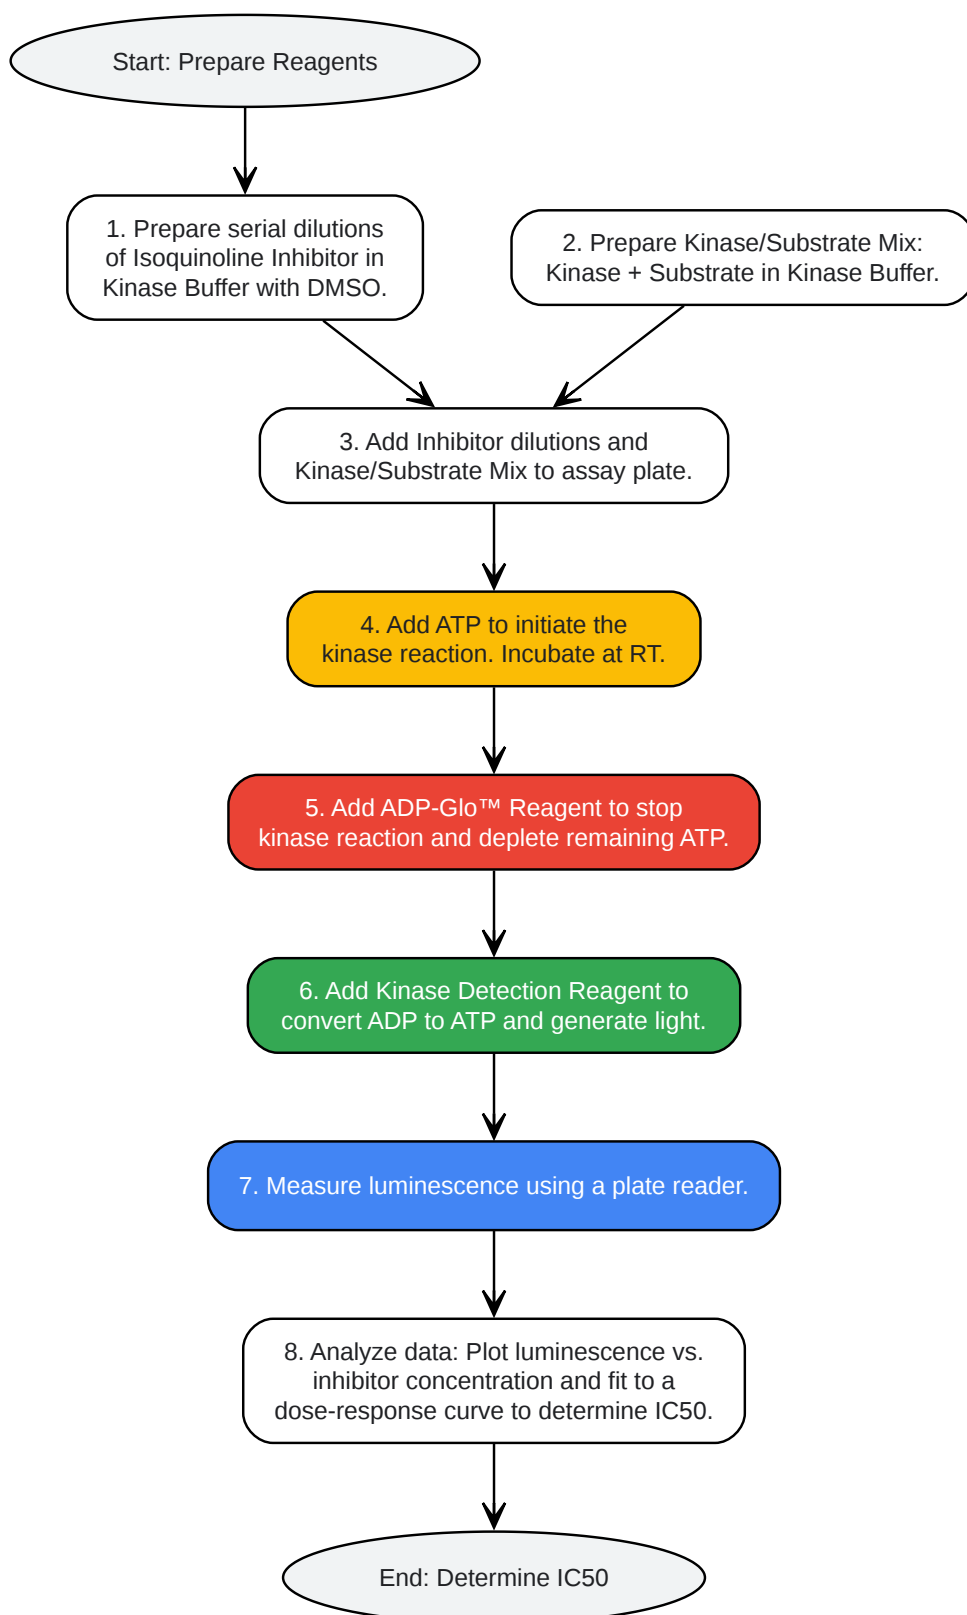 Start: Prepare Reagents
1. Prepare serial dilutions
of Isoquinoline Inhibitor in
Kinase Buffer with DMSO.
2. Prepare Kinase/Substrate Mix:
Kinase + Substrate in Kinase Buffer.
3. Add Inhibitor dilutions and
Kinase/Substrate Mix to assay plate.
4. Add ATP to initiate the
kinase reaction. Incubate at RT.
5. Add ADP-Glo™ Reagent to stop
kinase reaction and deplete remaining ATP.
6. Add Kinase Detection Reagent to
convert ADP to ATP and generate light.
7. Measure luminescence using a plate reader.
8. Analyze data: Plot luminescence vs.
inhibitor concentration and fit to a
dose-response curve to determine IC50.
End: Determine IC50